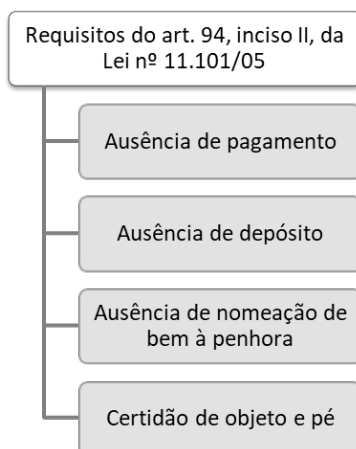 Requisitos do art. 94, inciso II, da
Lei nº 11.101/05
Ausência de pagamento
Ausência de depósito
Ausência de nomeação de
bem à penhora
Certidão de objeto e pé